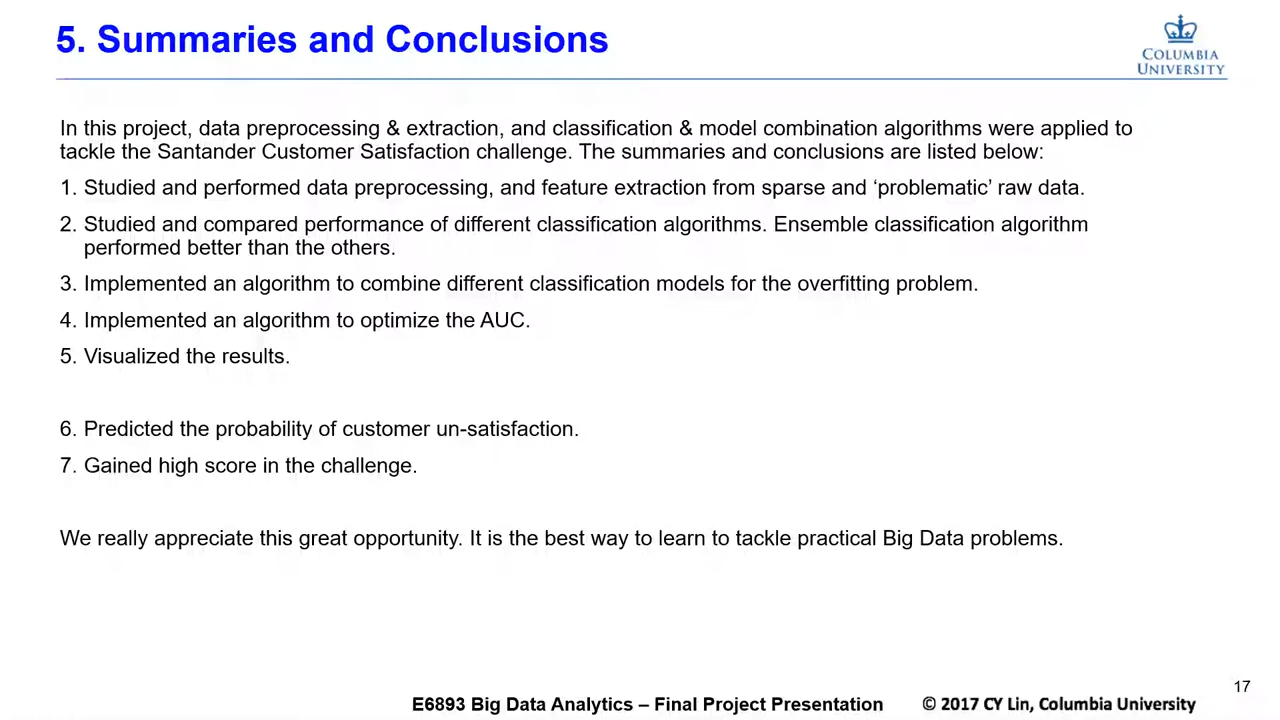 5. Summaries and Conclusions
COLUMBIA
UNIVERSITY
In this project, data preprocessing & extraction, and classification & model combination algorithms were applied to
tackle the Santander Customer Satisfaction challenge. The summaries and conclusions are listed below:
1. Studied and performed data preprocessing, and feature extraction from sparse and ‘problematic’ raw data.
2. Studied and compared performance of different classification algorithms. Ensemble classification algorithm
performed better than the others.
3. Implemented an algorithm to combine different classification models for the overfitting problem.
4. Implemented an algorithm to optimize the AUC.
5. Visualized the results.
6. Predicted the probability of customer un-satisfaction.
7. Gained high score in the challenge.
We really appreciate this great opportunity. It is the best way to learn to tackle practical Big Data problems.
17
E6893 Big Data Analytics – Final Project Presentation
© 2017 CY Lin, Columbia University